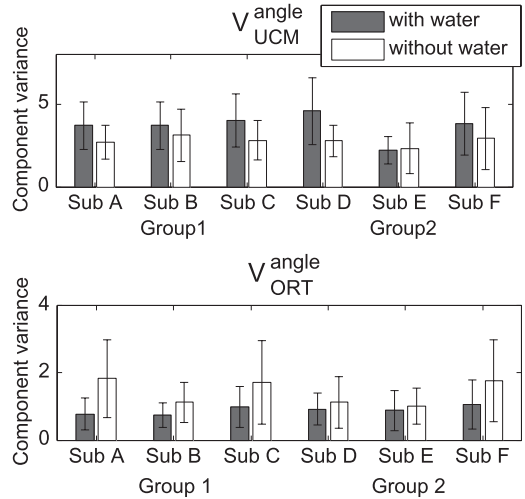 V angle UCM
with water
without water
Component variance
5
0
Sub A Sub B Sub C Sub D Sub E Sub F
Group1 Group2
V angle ORT
Component variance
4
2
0
Sub A Sub B Sub C Sub D Sub E Sub F
Group 1 Group 2